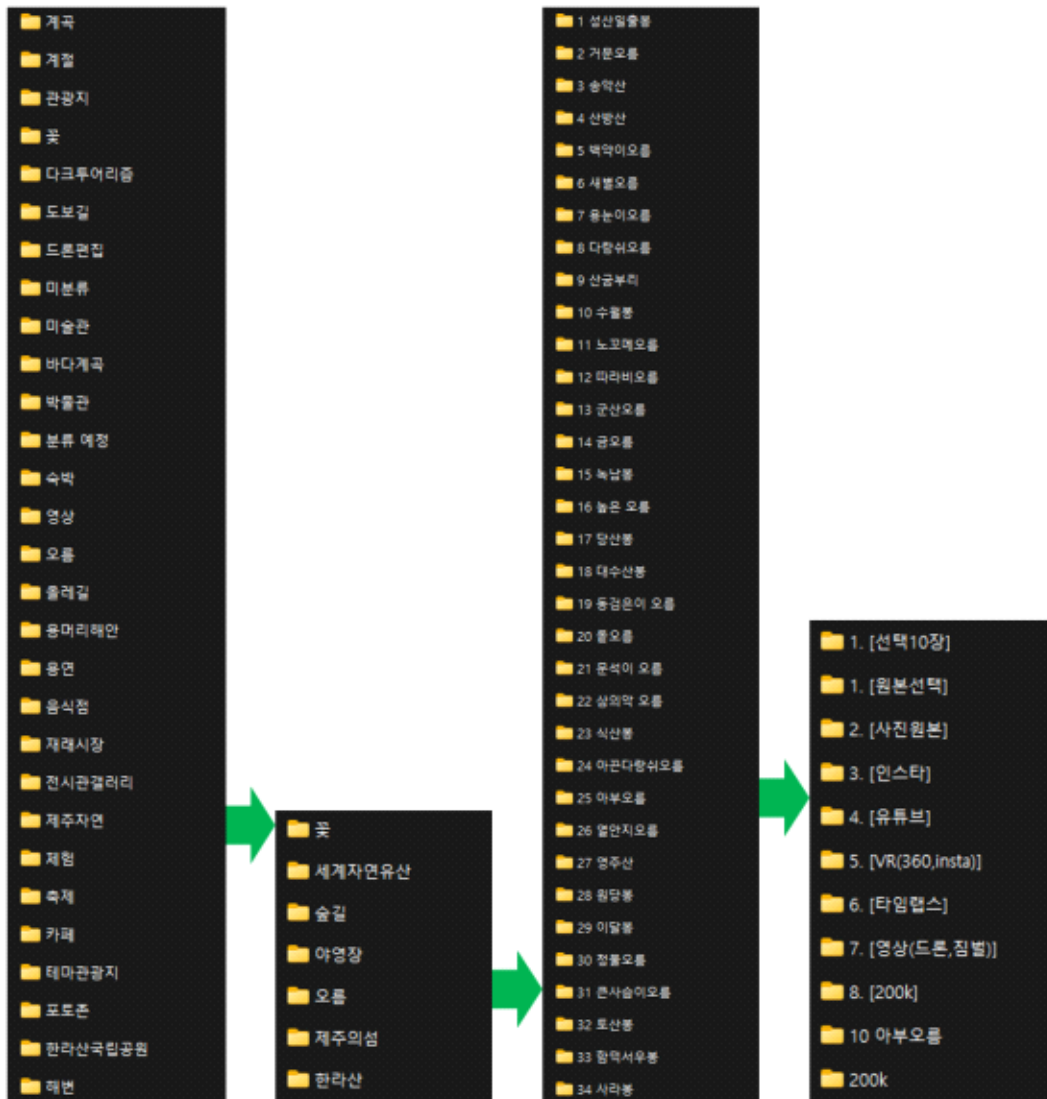 계곡
계절
관광지
꽃
다크투어리즘
도보길
드론편집
미분류
미술관
바다계곡
박물관
분류 예정
숙박
영상
오름
올레길
용머리해안
용연
음식점
재래시장
전시관갤러리
제주자연
체험
축제
카페
테마관광지
포토존
한라산국립공원
해변
꽃
세계자연유산
숲길
야영장
오름
제주의섬
한라산
1 성산일출봉
2 거문오름
3 송악산
4 산방산
5 백약이오름
6 새별오름
7 용눈이오름
8 다랑쉬오름
9 산굼부리
10 수월봉
11 노꼬메오름
12 따라비오름
13 군산오름
14 금오름
15 녹남봉
16 높은 오름
17 당산봉
18 대수산봉
19 동검은이 오름
20 물오름
21 문석이 오름
22 삼의악 오름
23 식산봉
24 아끈다랑쉬오름
25 아부오름
26 열안지오름
27 영주산
28 원당봉
29 이달봉
30 정물오름
31 큰사슴이오름
32 토산봉
33 함덕서우봉
34 사라봉
1. [선택10장]
1. [원본선택]
2. [사진원본]
3. [인스타]
4. [유튜브]
5. [VR(360,insta)]
6. [타임랩스]
7. [영상(드론,짐벌)]
8. [200k]
10 아부오름
200k